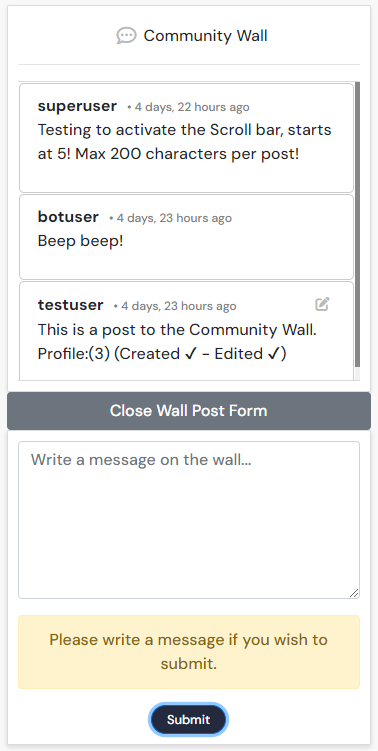 Community Wall
superuser • 4 days, 22 hours ago
Testing to activate the Scroll bar, starts
at 5! Max 200 characters per post!
botuser • 4 days, 23 hours ago
Beep beep!
testuser • 4 days, 23 hours ago
This is a post to the Community Wall.
Profile:(3) (Created ✓ - Edited ✓)
Close Wall Post Form
Write a message on the wall...
Please write a message if you wish to
submit.
Submit